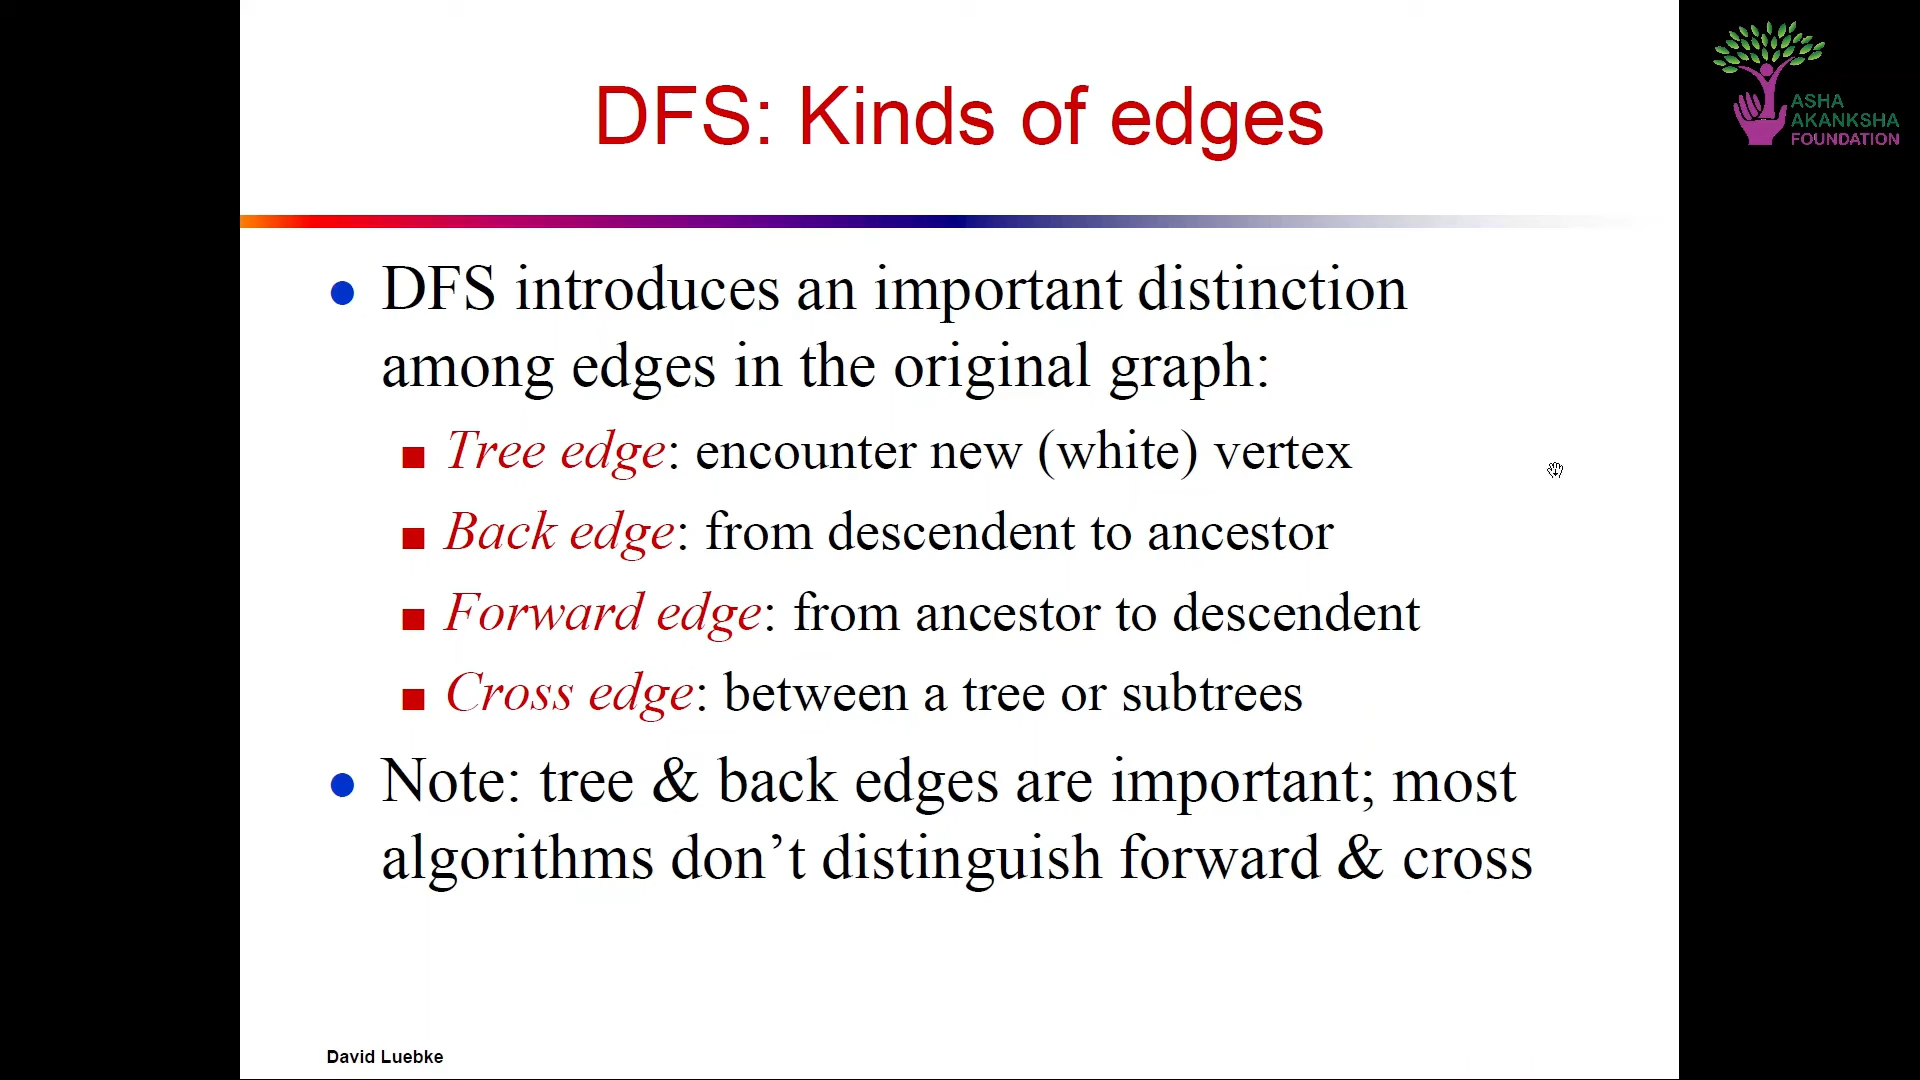 DFS: Kinds of edges
ASHA
AKANKSHA
FOUNDATION
● DFS introduces an important distinction
among edges in the original graph:
■ Tree edge: encounter new (white) vertex
■ Back edge: from descendent to ancestor
■ Forward edge: from ancestor to descendent
■ Cross edge: between a tree or subtrees
● Note: tree & back edges are important; most
algorithms don’t distinguish forward & cross
David Luebke